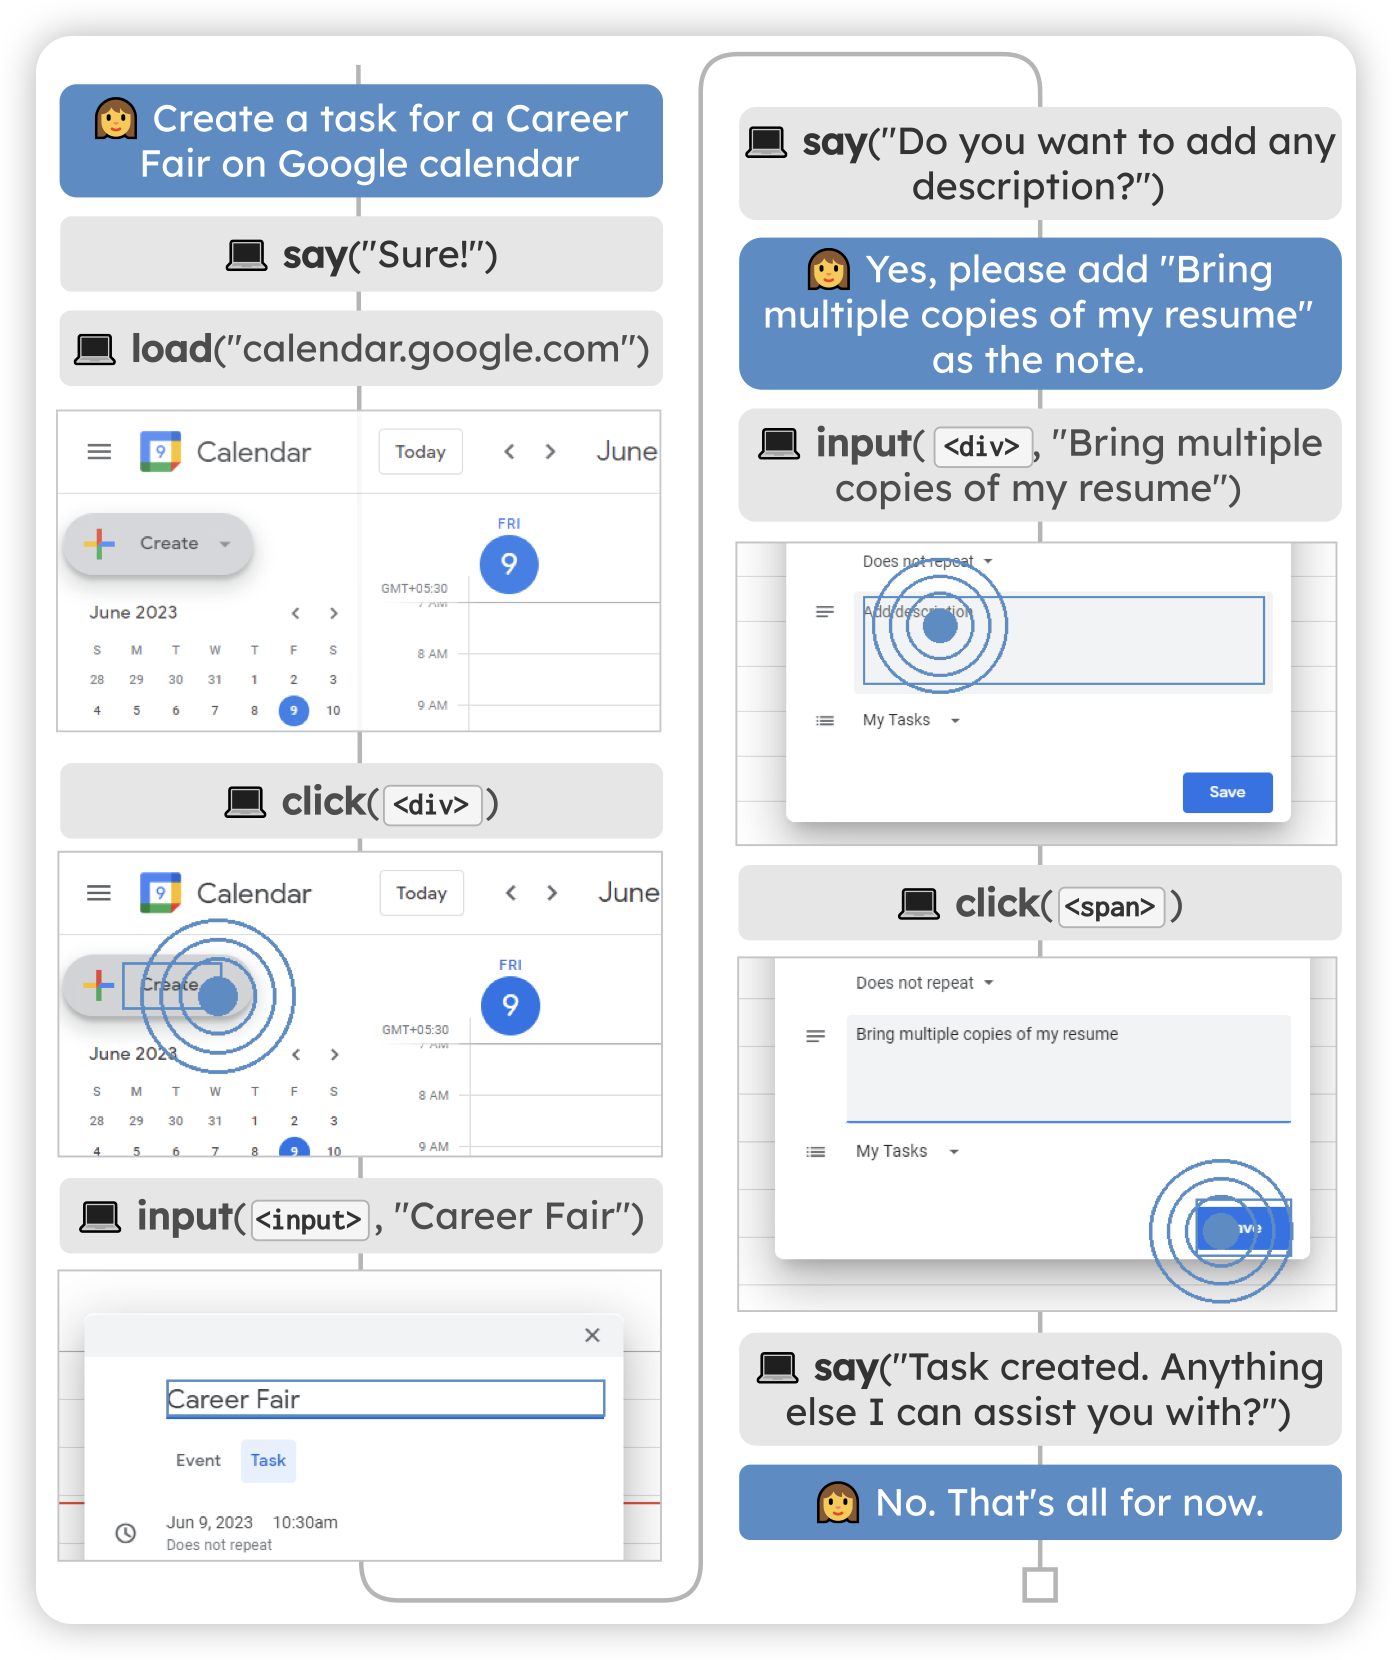 Create a task for a Career
Fair on Google calendar
say("Sure!")
load("calendar.google.com")
9 Calendar Today June
Create
FRI
9
GMT+05:30
7 AM
June 2023
S M T W T F S
28 29 30 31 1 2 3
4 5 6 7 8 9 10
8 AM
9 AM
click( <div> )
9 Calendar Today June
Create
FRI
9
GMT+05:30
7 AM
June 2023
S M T W T F S
28 29 30 31 1 2 3
4 5 6 7 8 9 10
8 AM
9 AM
input( <input> , "Career Fair")
Career Fair
Event Task
Jun 9, 2023 10:30am
Does not repeat
say("Do you want to add any
description?")
Yes, please add "Bring
multiple copies of my resume"
as the note.
input( <div> , "Bring multiple
copies of my resume")
Does not repeat
Add description
My Tasks
Save
click( <span> )
Does not repeat
Bring multiple copies of my resume
My Tasks
Save
say("Task created. Anything
else I can assist you with?")
No. That's all for now.